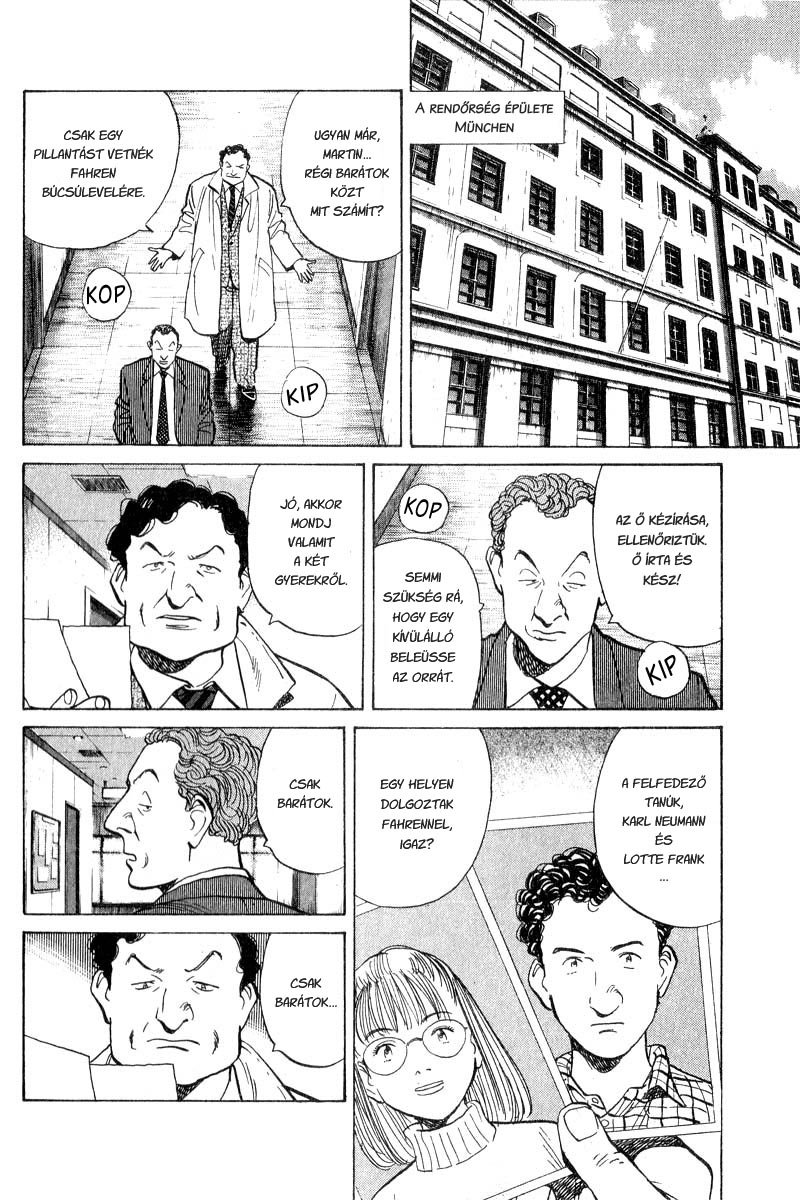 A RENDŐRSÉG ÉPÜLETE
MÜNCHEN
UGYAN MÁR,
MARTIN...
RÉGI BARÁTOK
KÖZT
MIT SZÁMÍT?
CSAK EGY
PILLANTÁST VETNÉK
FAHREN
BÚCSÚLEVELÉRE.
KOP
KIP
AZ Ő KÉZÍRÁSA,
ELLENŐRIZTÜK.
Ő ÍRTA ÉS
KÉSZ!
KOP
SEMMI
SZÜKSÉG RÁ,
HOGY EGY
KÍVÜLÁLLÓ
BELEÜSSE
AZ ORRÁT.
KIP
JÓ, AKKOR
MONDJ
VALAMIT
A KÉT
GYEREKRŐL.
A FELFEDEZŐ
TANÚK,
KARL NEUMANN
ÉS
LOTTE FRANK
...
EGY HELYEN
DOLGOZTAK
FAHRENNEL,
IGAZ?
CSAK
BARÁTOK.
CSAK
BARÁTOK...